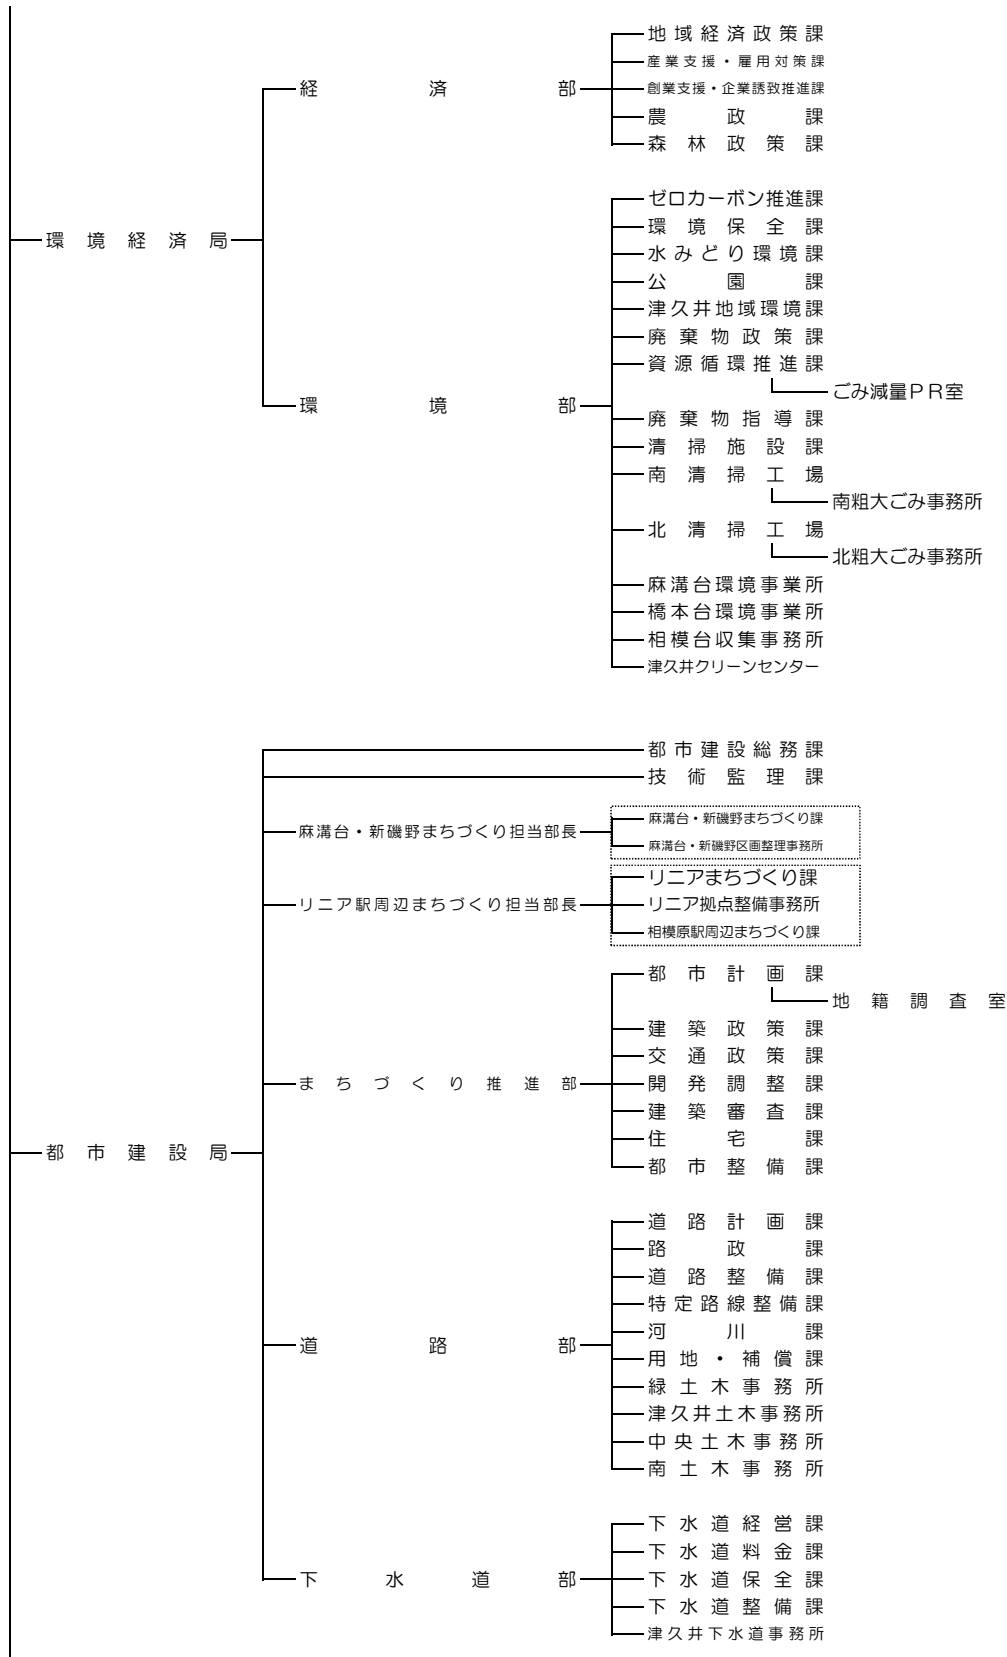 環境経済局
経済部
地域経済政策課
産業支援・雇用対策課
創業支援・企業誘致推進課
農政課
森林政策課
環境部
ゼロカーボン推進課
環境保全課
水みどり環境課
公園課
津久井地域環境課
廃棄物政策課
資源循環推進課
ごみ減量ＰＲ室
廃棄物指導課
清掃施設課
南清掃工場
南粗大ごみ事務所
北清掃工場
北粗大ごみ事務所
麻溝台環境事業所
橋本台環境事業所
相模台収集事務所
津久井クリーンセンター
都市建設局
都市建設総務課
技術監理課
麻溝台・新磯野まちづくり担当部長
麻溝台・新磯野まちづくり課
麻溝台・新磯野区画整理事務所
リニア駅周辺まちづくり担当部長
リニアまちづくり課
リニア拠点整備事務所
相模原駅周辺まちづくり課
まちづくり推進部
都市計画課
地籍調査室
建築政策課
交通政策課
開発調整課
建築審査課
住宅課
都市整備課
道路部
道路計画課
路政課
道路整備課
特定路線整備課
河川課
用地・補償課
緑土木事務所
津久井土木事務所
中央土木事務所
南土木事務所
下水道部
下水道経営課
下水道料金課
下水道保全課
下水道整備課
津久井下水道事務所